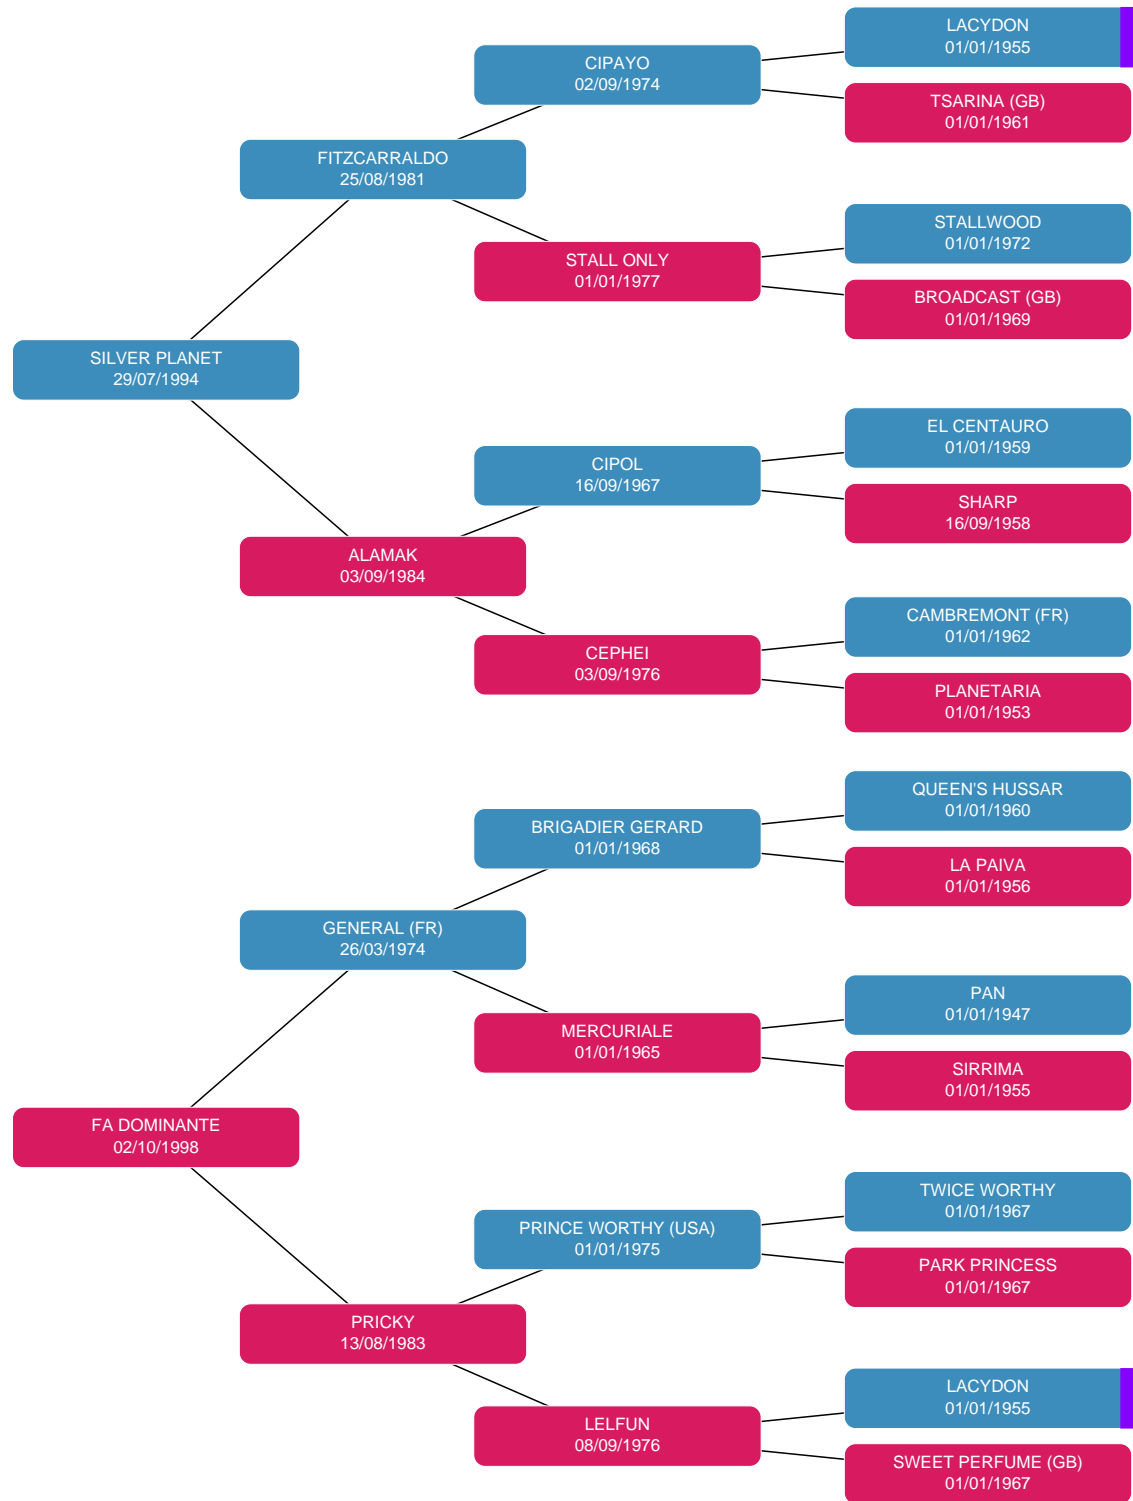 LACYDON
01/01/1955
CIPAYO
02/09/1974
TSARINA (GB)
01/01/1961
FITZCARRALDO
25/08/1981
STALLWOOD
01/01/1972
STALL ONLY
01/01/1977
BROADCAST (GB)
01/01/1969
SILVER PLANET
29/07/1994
EL CENTAURO
01/01/1959
CIPOL
16/09/1967
SHARP
16/09/1958
ALAMAK
03/09/1984
CAMBREMONT (FR)
01/01/1962
CEPHEI
03/09/1976
PLANETARIA
01/01/1953
QUEEN'S HUSSAR
01/01/1960
BRIGADIER GERARD
01/01/1968
LA PAIVA
01/01/1956
GENERAL (FR)
26/03/1974
PAN
01/01/1947
MERCURIALE
01/01/1965
SIRRIMA
01/01/1955
FA DOMINANTE
02/10/1998
TWICE WORTHY
01/01/1967
PRINCE WORTHY (USA)
01/01/1975
PARK PRINCESS
01/01/1967
PRICKY
13/08/1983
LACYDON
01/01/1955
LELFUN
08/09/1976
SWEET PERFUME (GB)
01/01/1967